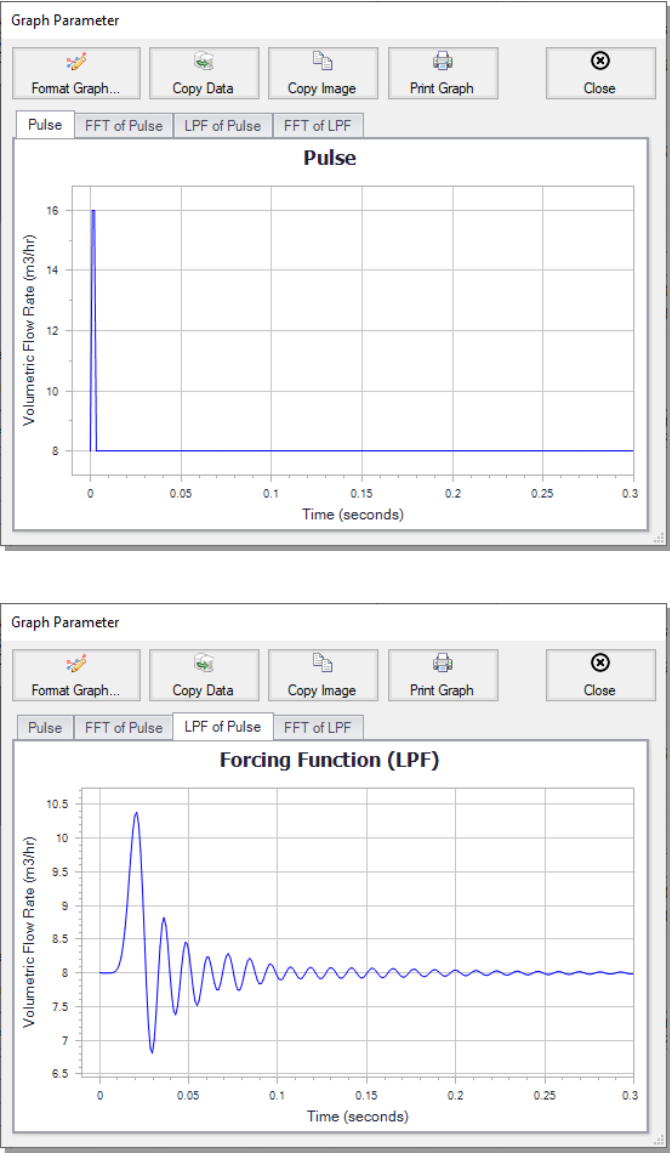 Graph Parameter
Format Graph... Copy Data Copy Image Print Graph Close
Pulse FFT of Pulse LPF of Pulse FFT of LPF
Pulse
Volumetric Flow Rate (m3/hr)
16
14
12
10
8
0 0.05 0.1 0.15 0.2 0.25 0.3
Time (seconds)
Graph Parameter
Format Graph... Copy Data Copy Image Print Graph Close
Pulse FFT of Pulse LPF of Pulse FFT of LPF
Forcing Function (LPF)
Volumetric Flow Rate (m3/hr)
10.5
10
9.5
9
8.5
8
7.5
7
6.5
0 0.05 0.1 0.15 0.2 0.25 0.3
Time (seconds)